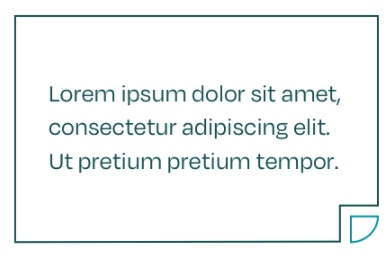 Lorem ipsum dolor sit amet,
consectetur adipiscing elit.
Ut pretium pretium tempor.